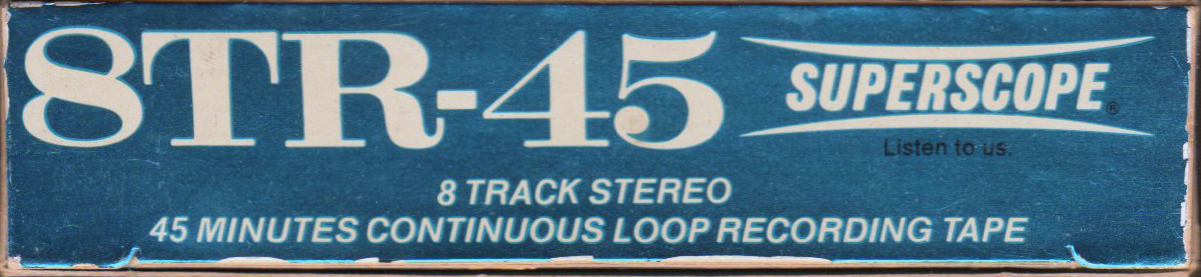 8TR-45
SUPERSCOPE®
Listen to us.
8 TRACK STEREO
45 MINUTES CONTINUOUS LOOP RECORDING TAPE